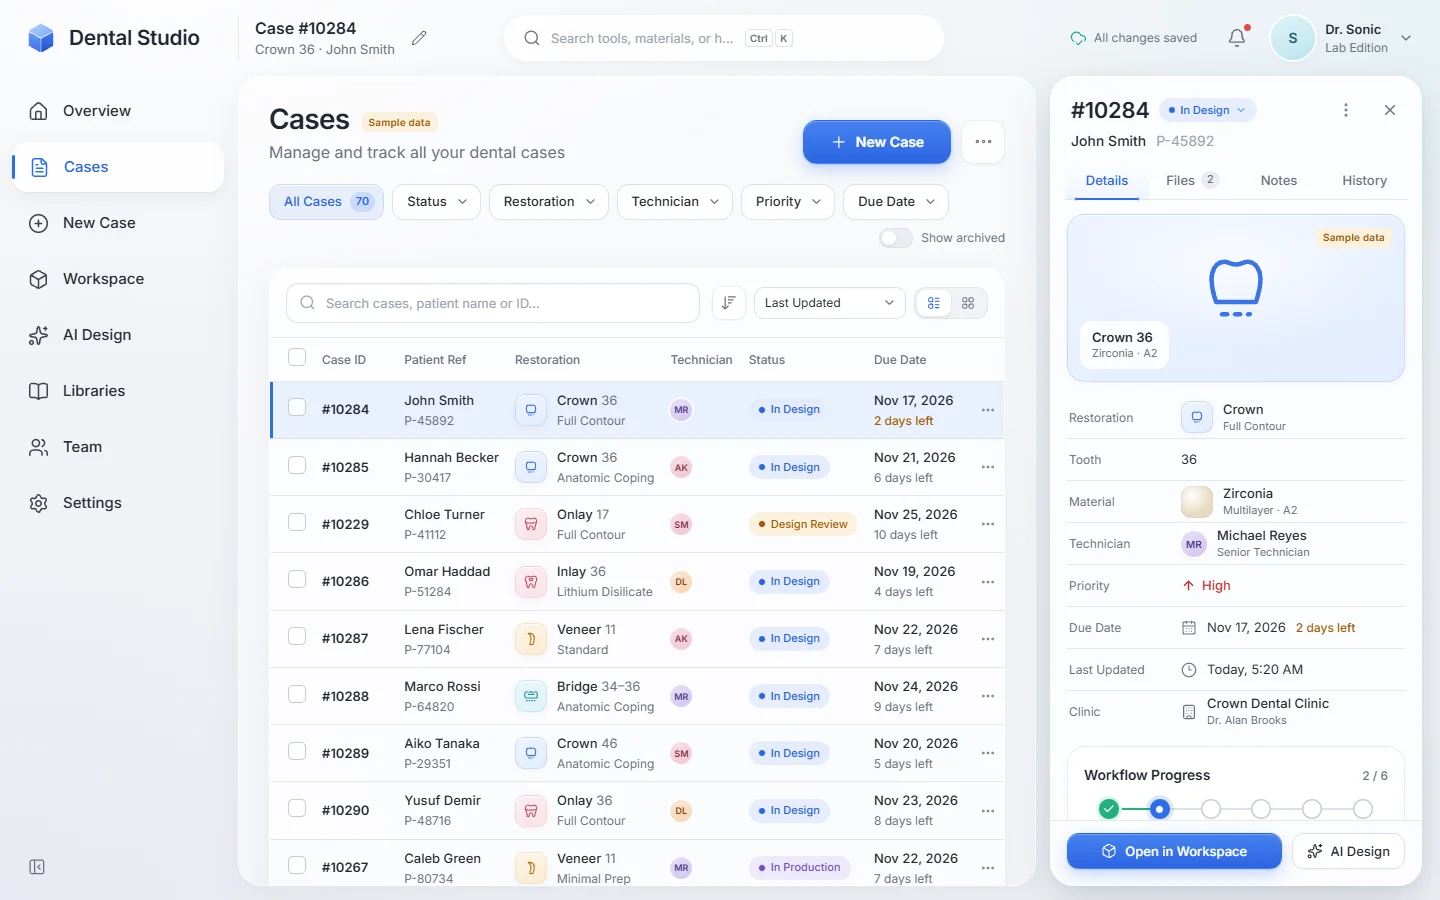 Dental Studio
Case #10284
Crown 36 · John Smith
Search tools, materials, or h...
Ctrl K
All changes saved
S
Dr. Sonic
Lab Edition
Overview
Cases
New Case
Workspace
AI Design
Libraries
Team
Settings
Cases
Sample data
Manage and track all your dental cases
New Case
All Cases 70
Status
Restoration
Technician
Priority
Due Date
Show archived
Search cases, patient name or ID...
Last Updated
Case ID Patient Ref Restoration Technician Status Due Date
#10284 John Smith P-45892 Crown 36 Full Contour MR In Design Nov 17, 2026 2 days left
#10285 Hannah Becker P-30417 Crown 36 Anatomic Coping AK In Design Nov 21, 2026 6 days left
#10229 Chloe Turner P-41112 Onlay 17 Full Contour SM Design Review Nov 25, 2026 10 days left
#10286 Omar Haddad P-51284 Inlay 36 Lithium Disilicate DL In Design Nov 19, 2026 4 days left
#10287 Lena Fischer P-77104 Veneer 11 Standard AK In Design Nov 22, 2026 7 days left
#10288 Marco Rossi P-64820 Bridge 34–36 Anatomic Coping MR In Design Nov 24, 2026 9 days left
#10289 Aiko Tanaka P-29351 Crown 46 Anatomic Coping SM In Design Nov 20, 2026 5 days left
#10290 Yusuf Demir P-48716 Onlay 36 Full Contour DL In Design Nov 23, 2026 8 days left
#10267 Caleb Green P-80734 Veneer 11 Minimal Prep MR In Production Nov 22, 2026 7 days left
#10284
In Design
John Smith P-45892
Details
Files 2
Notes
History
Sample data
Crown 36
Zirconia · A2
Restoration
Crown
Full Contour
Tooth
36
Material
Zirconia
Multilayer · A2
Technician
MR
Michael Reyes
Senior Technician
Priority
High
Due Date
Nov 17, 2026 2 days left
Last Updated
Today, 5:20 AM
Clinic
Crown Dental Clinic
Dr. Alan Brooks
Workflow Progress
2 / 6
Open in Workspace
AI Design